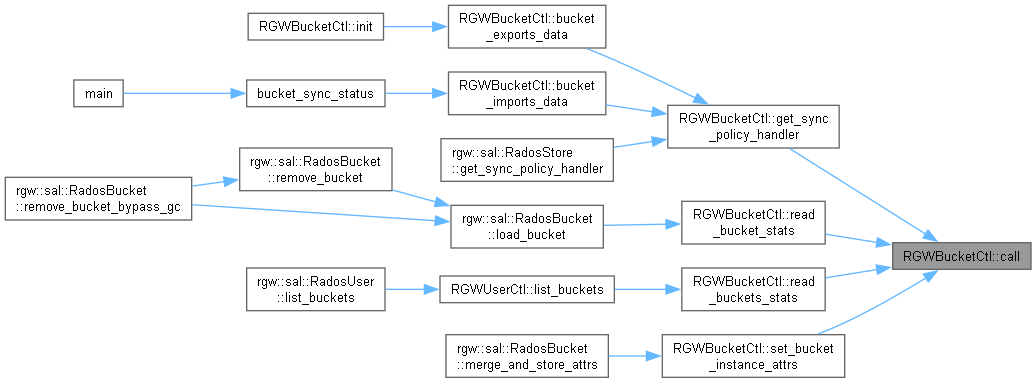 RGWBucketCtl::init
RGWBucketCtl::bucket
_exports_data
main
bucket_sync_status
RGWBucketCtl::bucket
_imports_data
RGWBucketCtl::get_sync
_policy_handler
rgw::sal::RadosStore
::get_sync_policy_handler
rgw::sal::RadosBucket
::remove_bucket
rgw::sal::RadosBucket
::remove_bucket_bypass_gc
rgw::sal::RadosBucket
::load_bucket
RGWBucketCtl::read
_bucket_stats
RGWBucketCtl::call
rgw::sal::RadosUser
::list_buckets
RGWUserCtl::list_buckets
RGWBucketCtl::read
_buckets_stats
rgw::sal::RadosBucket
::merge_and_store_attrs
RGWBucketCtl::set_bucket
_instance_attrs